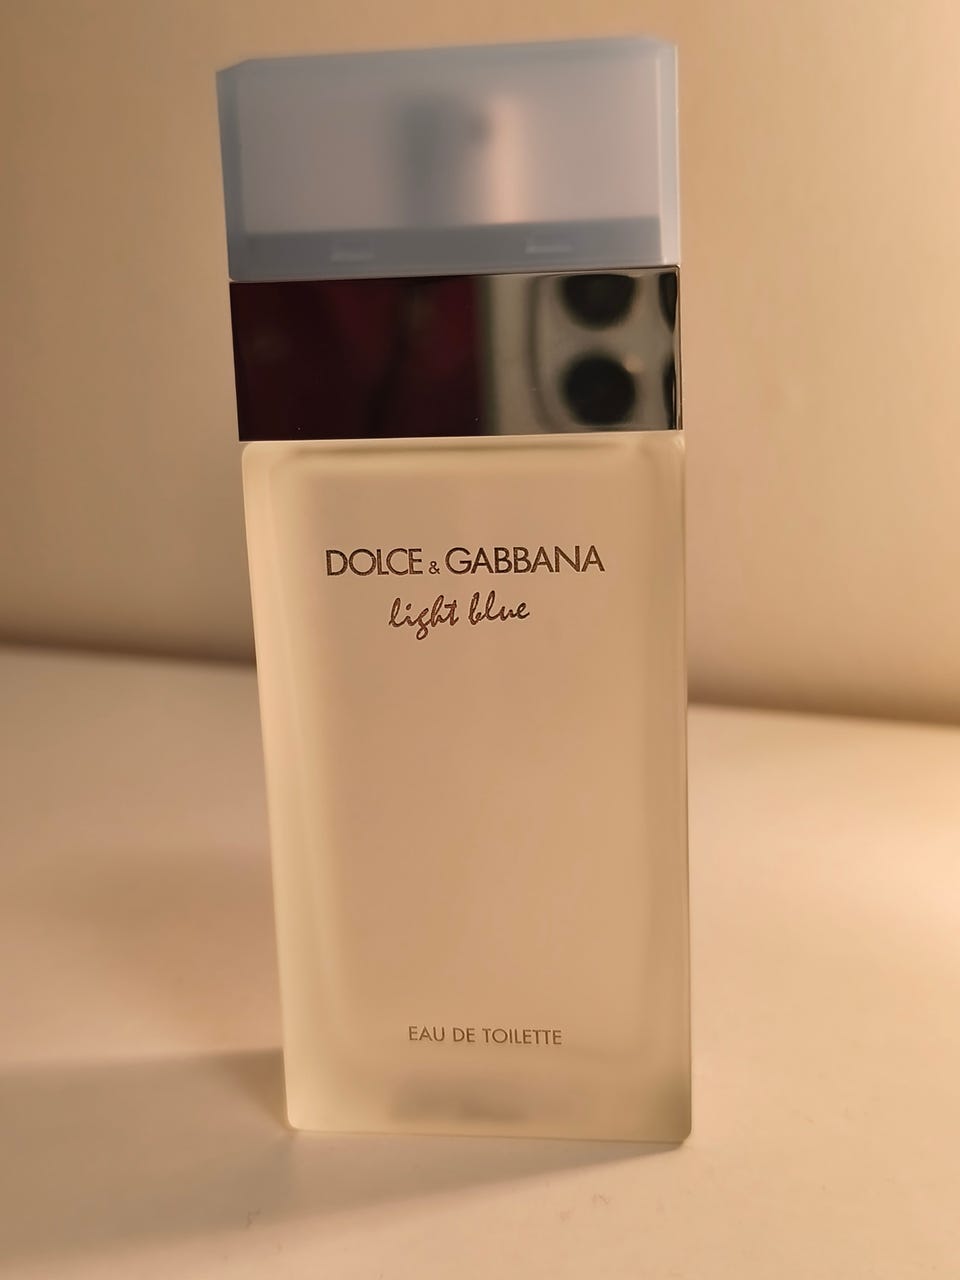 DOLCE & GABBANA
light blue
EAU DE TOILETTE